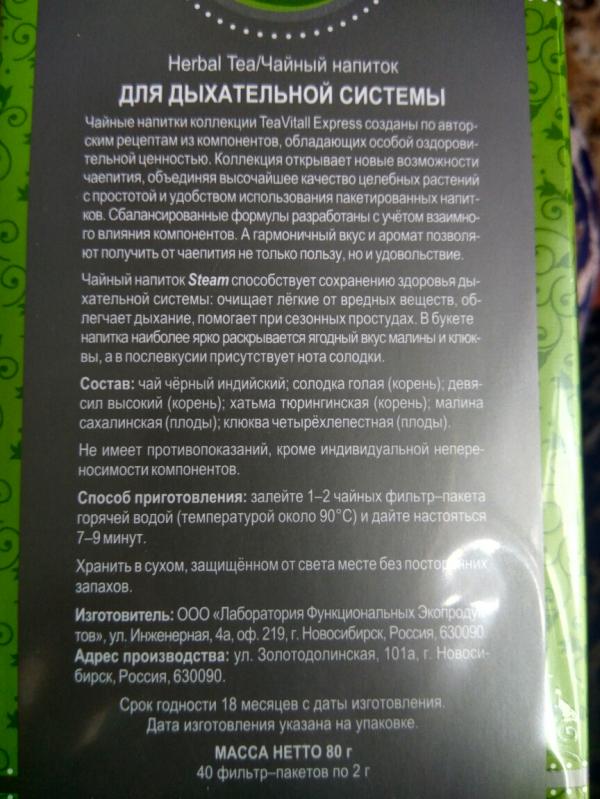 Herbal Tea/Чайный напиток
ДЛЯ ДЫХАТЕЛЬНОЙ СИСТЕМЫ
Чайные напитки коллекции TeaVitall Express созданы по автор-
ским рецептам из компонентов, обладающих особой оздорови-
тельной ценностью. Коллекция открывает новые возможности
чаепития, объединяя высочайшее качество целебных растений
с простотой и удобством использования пакетированных напит-
ков. Сбалансированные формулы разработаны с учётом взаимно-
го влияния компонентов. А гармоничный вкус и аромат позволя-
ют получить от чаепития не только пользу, но и удовольствие.
Чайный напиток Steam способствует сохранению здоровья ды-
хательной системы: очищает лёгкие от вредных веществ, об-
легчает дыхание, помогает при сезонных простудах. В букете
напитка наиболее ярко раскрывается ягодный вкус малины и клюк-
вы, а в послевкусии присутствует нота солодки.
Состав: чай чёрный индийский; солодка голая (корень); девя-
сил высокий (корень); хатьма тюрингинская (корень); малина
сахалинская (плоды); клюква четырёхлепестная (плоды).
Не имеет противопоказаний, кроме индивидуальной непере-
носимости компонентов.
Способ приготовления: залейте 1–2 чайных фильтр–пакета
горячей водой (температурой около 90°С) и дайте настояться
7–9 минут.
Хранить в сухом, защищённом от света месте без посторонних
запахов.
Изготовитель: ООО «Лаборатория Функциональных Экопродук-
тов», ул. Инженерная, 4а, оф. 219, г. Новосибирск, Россия, 630090.
Адрес производства: ул. Золотодолинская, 101а, г. Новоси-
бирск, Россия, 630090.
Срок годности 18 месяцев с даты изготовления.
Дата изготовления указана на упаковке.
МАССА НЕТТО 80 г
40 фильтр–пакетов по 2 г